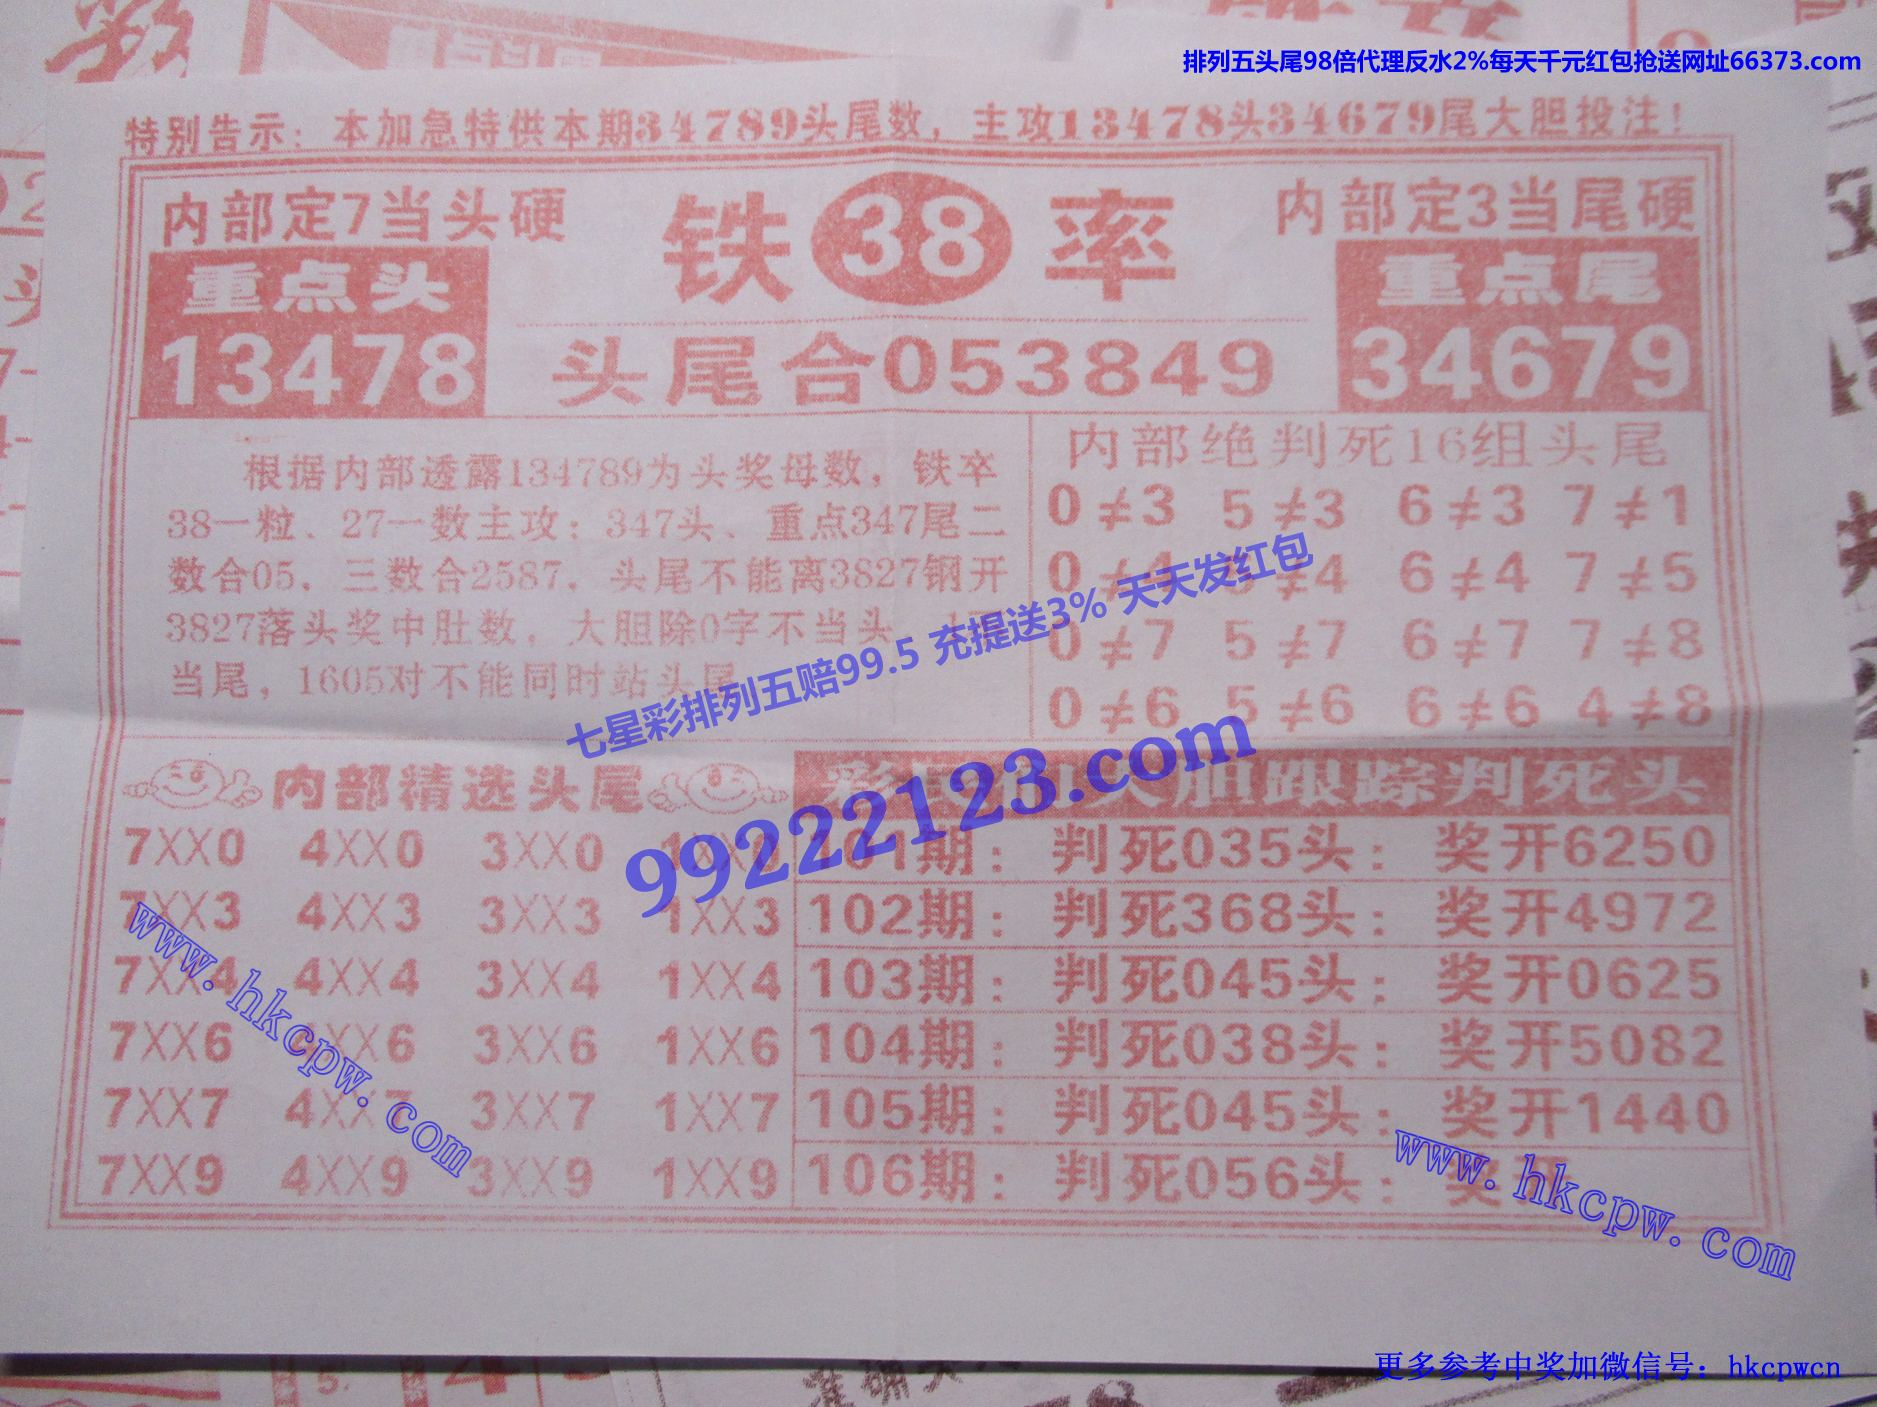 排列五头尾98倍代理反水2%每天千元红包抢送网址66373.com
特别告示：本加急特供本期34789头尾数，主攻13478头34679尾大胆投注！
内部定7当头硬
铁38率
内部定3当尾硬
重点头
13478
头尾合053849
重点尾
34679
根据内部透露134789为头奖母数，铁卒
38一粒、27一数主攻：347头、重点347尾二
数合05，三数合2587，头尾不能离3827钢开
3827落头奖中肚数，大胆除0字不当头
当尾，1605对不能同时站头尾
内部绝判死16组头尾
0≠3 5≠3 6≠3 7≠1
0≠4 5≠4 6≠4 7≠5
0≠7 5≠7 6≠7 7≠8
0≠6 5≠6 6≠6 4≠8
七星彩排列五赔99.5 充提送3% 天天发红包
99222123.com
内部精选头尾
7XX0 4XX0 3XX0 1XX0
7XX3 4XX3 3XX3 1XX3
7XX4 4XX4 3XX4 1XX4
7XX6 4XX6 3XX6 1XX6
7XX7 4XX7 3XX7 1XX7
7XX9 4XX9 3XX9 1XX9
大胆跟踪判死头
101期：判死035头：奖开6250
102期：判死368头：奖开4972
103期：判死045头：奖开0625
104期：判死038头：奖开5082
105期：判死045头：奖开1440
106期：判死056头：奖开
www.hkcpw.com
www.hkcpw.com
更多参考中奖加微信号：hkcpwcn